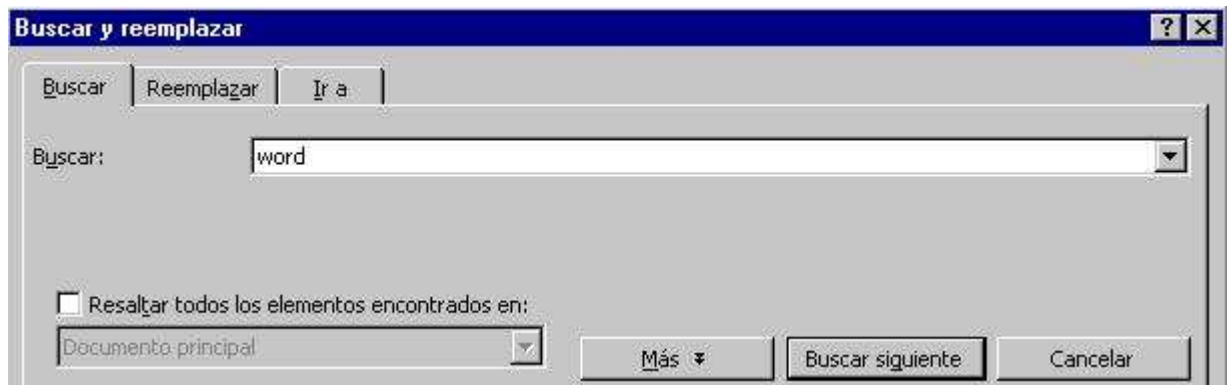 Buscar y reemplazar
Buscar Reemplazar Ir a
Buscar: word
Resaltar todos los elementos encontrados en:
Documento principal
Más Buscar siguiente Cancelar